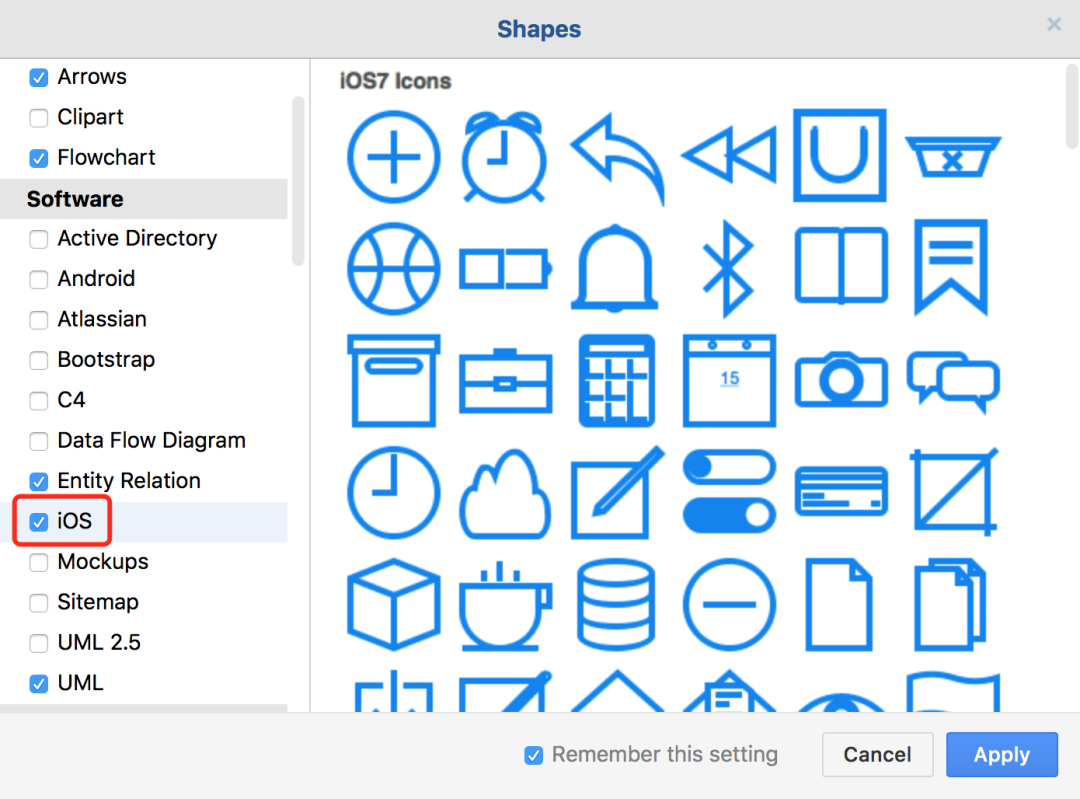 Shapes
×
Arrows
Clipart
Flowchart
Software
Active Directory
Android
Atlassian
Bootstrap
C4
Data Flow Diagram
Entity Relation
iOS
Mockups
Sitemap
UML 2.5
UML
iOS7 Icons
15
Remember this setting
Cancel
Apply